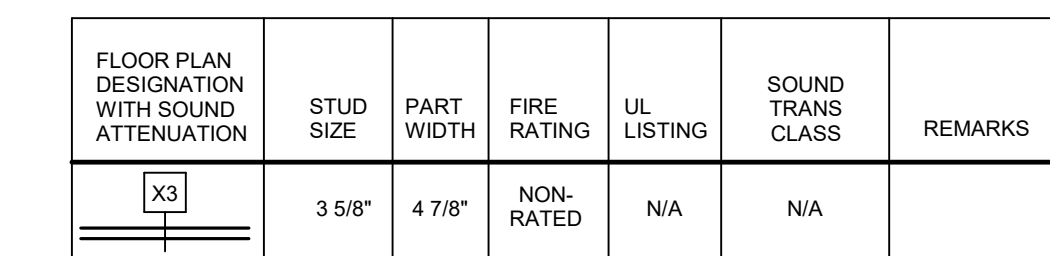 FLOOR PLAN
DESIGNATION
WITH SOUND
ATTENUATION
STUD
SIZE
PART
WIDTH
FIRE
RATING
UL
LISTING
SOUND
TRANS
CLASS
REMARKS
X3
3 5/8"
4 7/8"
NON-
RATED
N/A
N/A